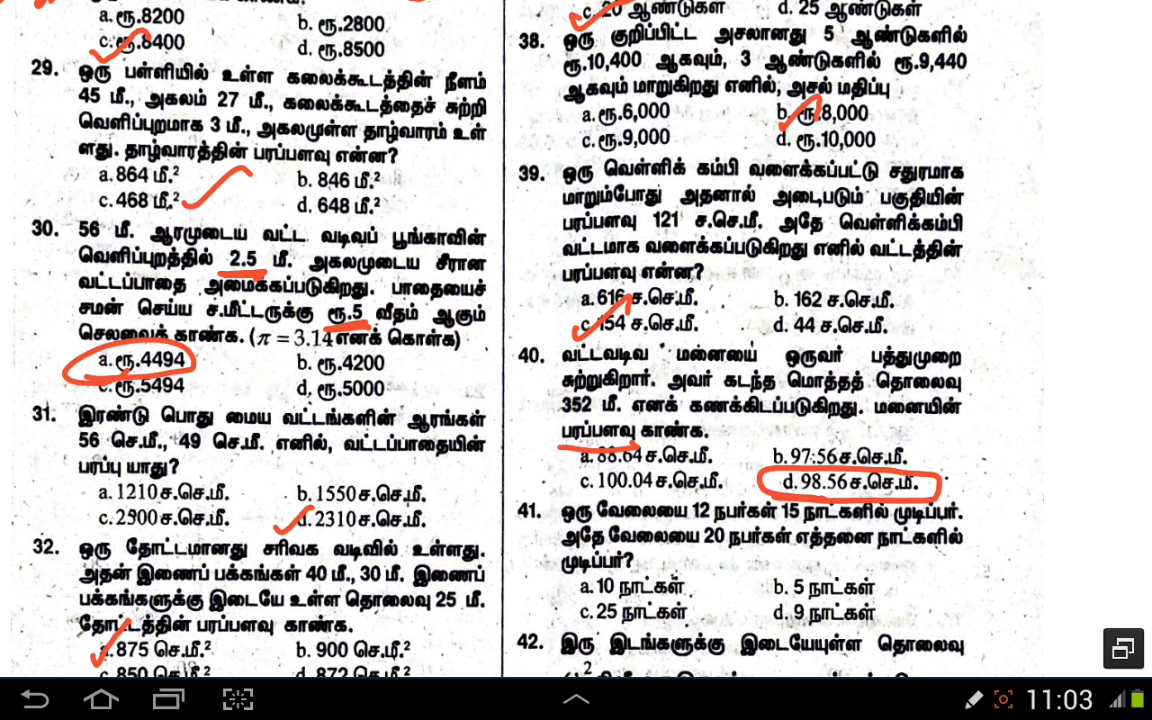 a. ரூ.8200
b. ரூ.2800
c. ரூ.8400
d. ரூ.8500
29. ஒரு பள்ளியில் உள்ள கலைக்கூடத்தின் நீளம்
45 மீ., அகலம் 27 மீ., கலைக்கூடத்தைச் சுற்றி
வெளிப்புறமாக 3 மீ., அகலமுள்ள தாழ்வாரம் உள்
ளது. தாழ்வாரத்தின் பரப்பளவு என்ன?
a. 864 மீ.²
b. 846 மீ.²
c. 468 மீ.²
d. 648 மீ.²
30. 56 மீ. ஆரமுடைய வட்ட வடிவப் பூங்காவின்
வெளிப்புறத்தில் 2.5 மீ. அகலமுடைய சீரான
வட்டப்பாதை அமைக்கப்படுகிறது. பாதையைச்
சமன் செய்ய ச.மீட்டருக்கு ரூ.5 வீதம் ஆகும்
செலவைக் காண்க. (π = 3.14 எனக் கொள்க)
a. ரூ.4494
b. ரூ.4200
c. ரூ.5494
d. ரூ.5000
31. இரண்டு பொது மைய வட்டங்களின் ஆரங்கள்
56 செ.மீ., 49 செ.மீ. எனில், வட்டப்பாதையின்
பரப்பு யாது?
a. 1210 ச.செ.மீ.
b. 1550 ச.செ.மீ.
c. 2300 ச.செ.மீ.
d. 2310 ச.செ.மீ.
32. ஒரு தோட்டமானது சரிவக வடிவில் உள்ளது.
அதன் இணைப் பக்கங்கள் 40 மீ., 30 மீ. இணைப்
பக்கங்களுக்கு இடையே உள்ள தொலைவு 25 மீ.
தோட்டத்தின் பரப்பளவு காண்க.
a. 875 செ.மீ.²
b. 900 செ.மீ.²
c. 850 செ.மீ.²
d. 872 செ.மீ.²
c. 20 ஆண்டுகள்
d. 25 ஆண்டுகள்
38. ஒரு குறிப்பிட்ட அசலானது 5 ஆண்டுகளில்
ரூ.10,400 ஆகவும், 3 ஆண்டுகளில் ரூ.9,440
ஆகவும் மாறுகிறது எனில், அசல் மதிப்பு
a. ரூ.6,000
b. ரூ.8,000
c. ரூ.9,000
d. ரூ.10,000
39. ஒரு வெள்ளிக் கம்பி வளைக்கப்பட்டு சதுரமாக
மாறும்போது அதனால் அடைபடும் பகுதியின்
பரப்பளவு 121 ச.செ.மீ. அதே வெள்ளிக்கம்பி
வட்டமாக வளைக்கப்படுகிறது எனில் வட்டத்தின்
பரப்பளவு என்ன?
a. 616 ச.செ.மீ.
b. 162 ச.செ.மீ.
c. 154 ச.செ.மீ.
d. 44 ச.செ.மீ.
40. வட்டவடிவ மனையை ஒருவர் பத்துமுறை
சுற்றுகிறார். அவர் கடந்த மொத்தத் தொலைவு
352 மீ. எனக் கணக்கிடப்படுகிறது. மனையின்
பரப்பளவு காண்க.
a. 88.64 ச.செ.மீ.
b. 97.56 ச.செ.மீ.
c. 100.04 ச.செ.மீ.
d. 98.56 ச.செ.மீ.
41. ஒரு வேலையை 12 நபர்கள் 15 நாட்களில் முடிப்பர்.
அதே வேலையை 20 நபர்கள் எத்தனை நாட்களில்
முடிப்பர்?
a. 10 நாட்கள்
b. 5 நாட்கள்
c. 25 நாட்கள்
d. 9 நாட்கள்
42. இரு இடங்களுக்கு இடையேயுள்ள தொலைவு
11:03